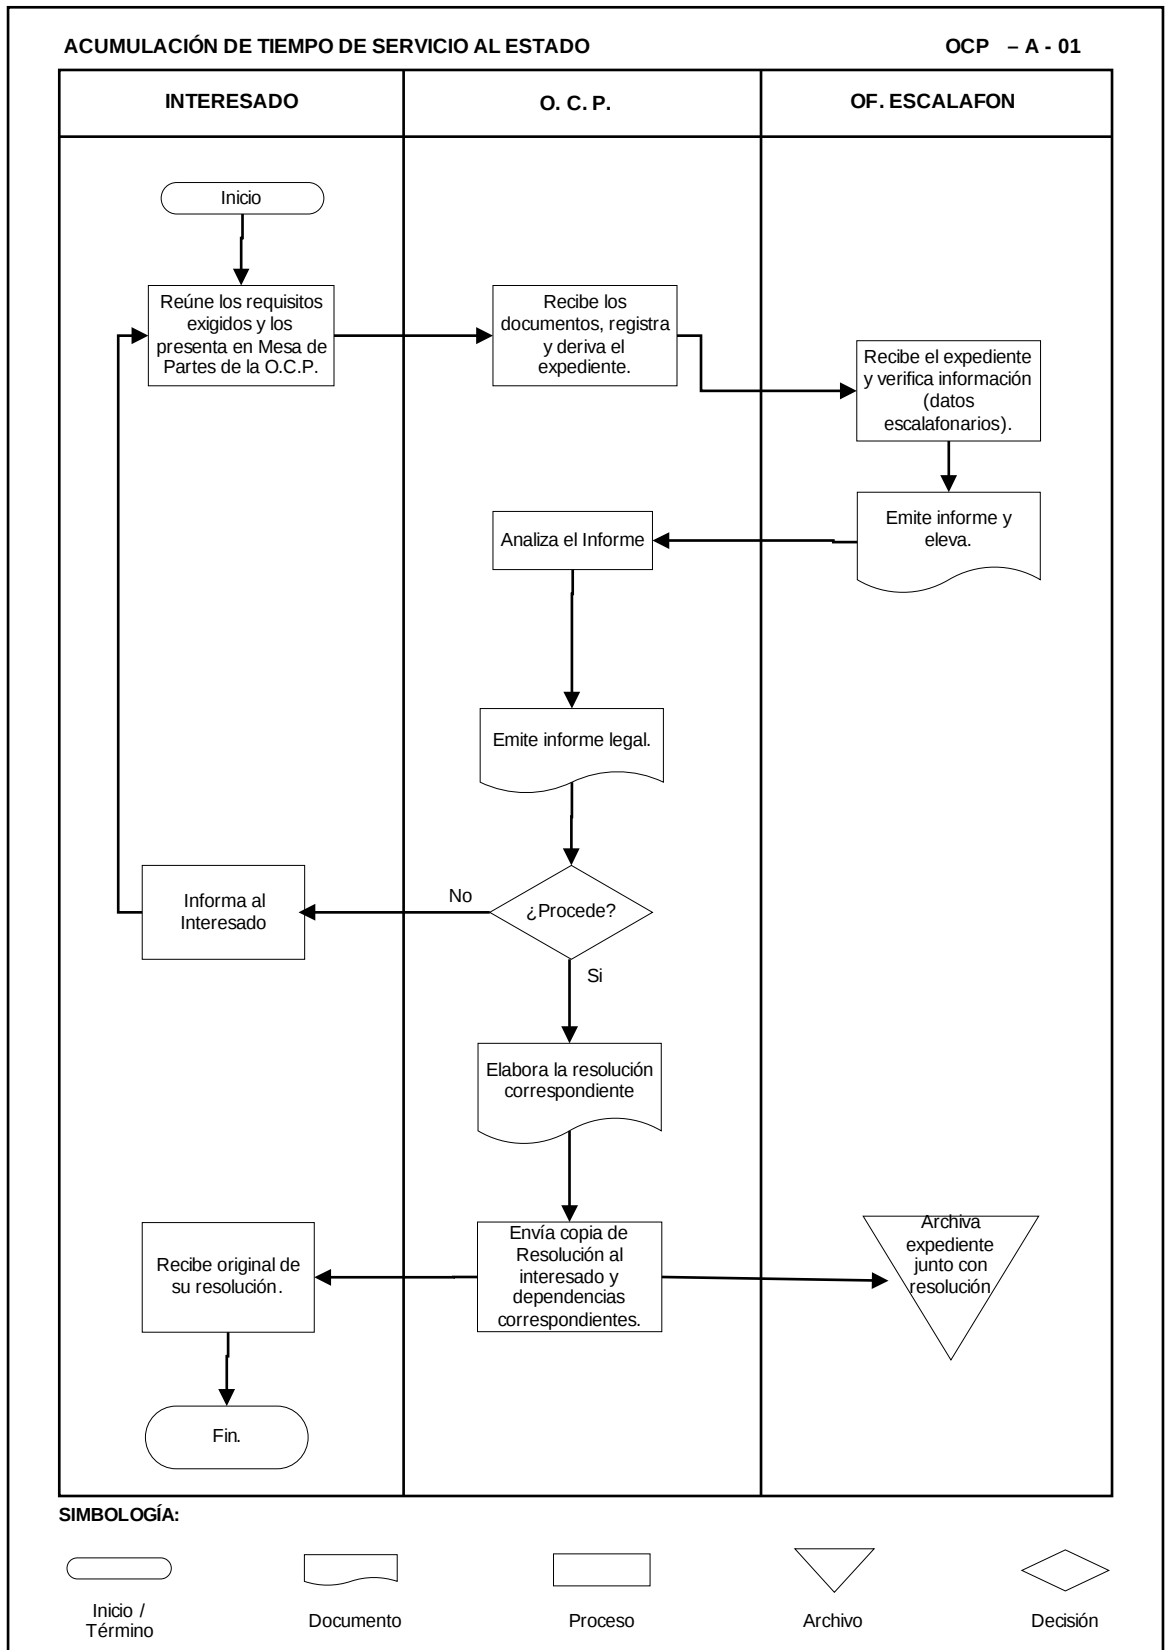 ACUMULACIÓN DE TIEMPO DE SERVICIO AL ESTADO OCP – A - 01
INTERESADO O. C. P. OF. ESCALAFON
Inicio
Reúne los requisitos
exigidos y los
presenta en Mesa de
Partes de la O.C.P.
Recibe los
documentos, registra
y deriva el
expediente.
Recibe el expediente
y verifica información
(datos
escalafonarios).
Emite informe y
eleva.
Analiza el Informe
Emite informe legal.
¿Procede?
No
Informa al
Interesado
Si
Elabora la resolución
correspondiente
Envía copia de
Resolución al
interesado y
dependencias
correspondientes.
Recibe original de
su resolución.
Archiva
expediente
junto con
resolución
Fin.
SIMBOLOGÍA:
Inicio /
Término
Documento
Proceso
Archivo
Decisión